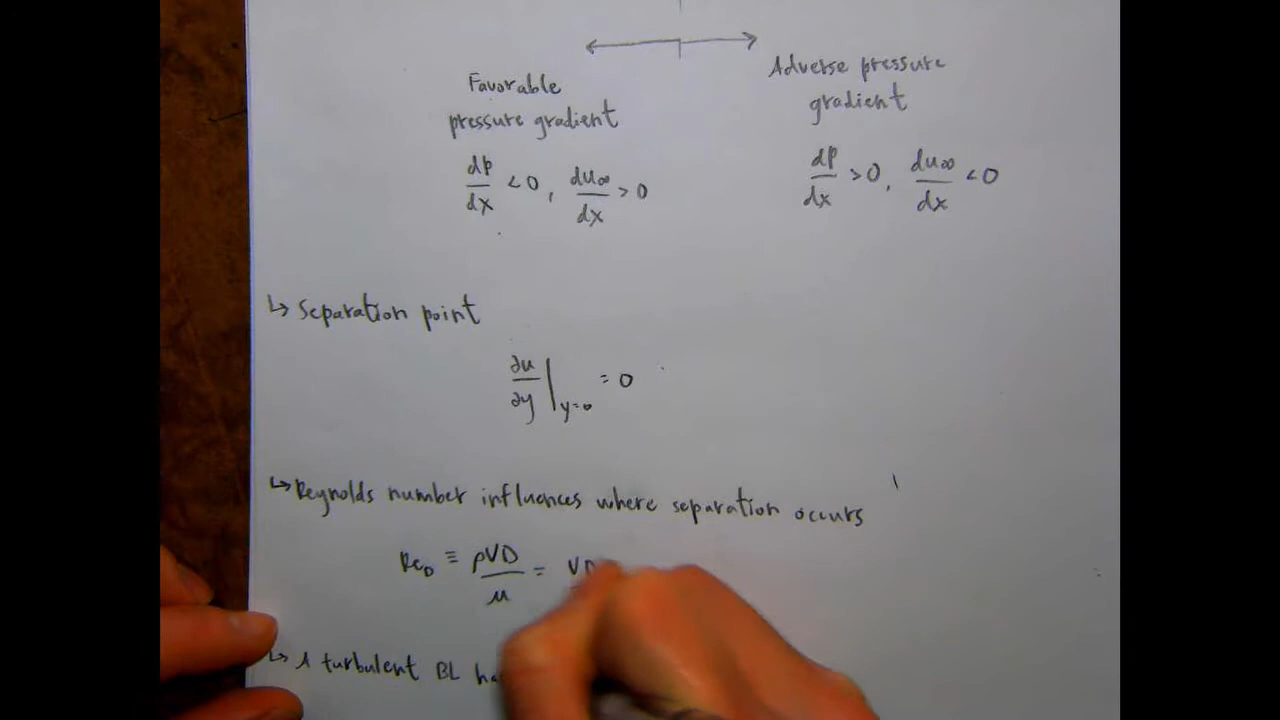 Favorable
pressure gradient
dp/dx < 0, du∞/dx > 0
Adverse pressure
gradient
dp/dx > 0, du∞/dx < 0
↳ Separation point
∂u/∂y |y=0 = 0
↳ Reynolds number influences where separation occurs
Re_D ≡ ρVD/μ = VD
↳ A turbulent BL